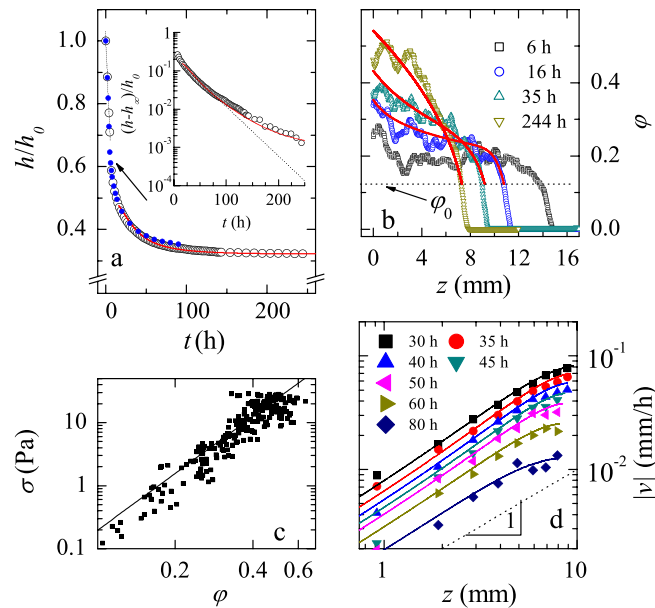 1.0
0.8
0.6
0.4
h/h₀
0
100
200
t (h)
a
1
10⁻¹
10⁻²
10⁻³
10⁻⁴
(h-h∞)/h₀
0
100
200
t (h)
6 h
16 h
35 h
244 h
0.4
0.2
0.0
φ
φ₀
b
0
4
8
12
16
z (mm)
10
1
0.1
σ (Pa)
0.2
0.4
0.6
φ
c
30 h
35 h
40 h
45 h
50 h
60 h
80 h
10⁻¹
10⁻²
|v| (mm/h)
1
d
1
10
z (mm)